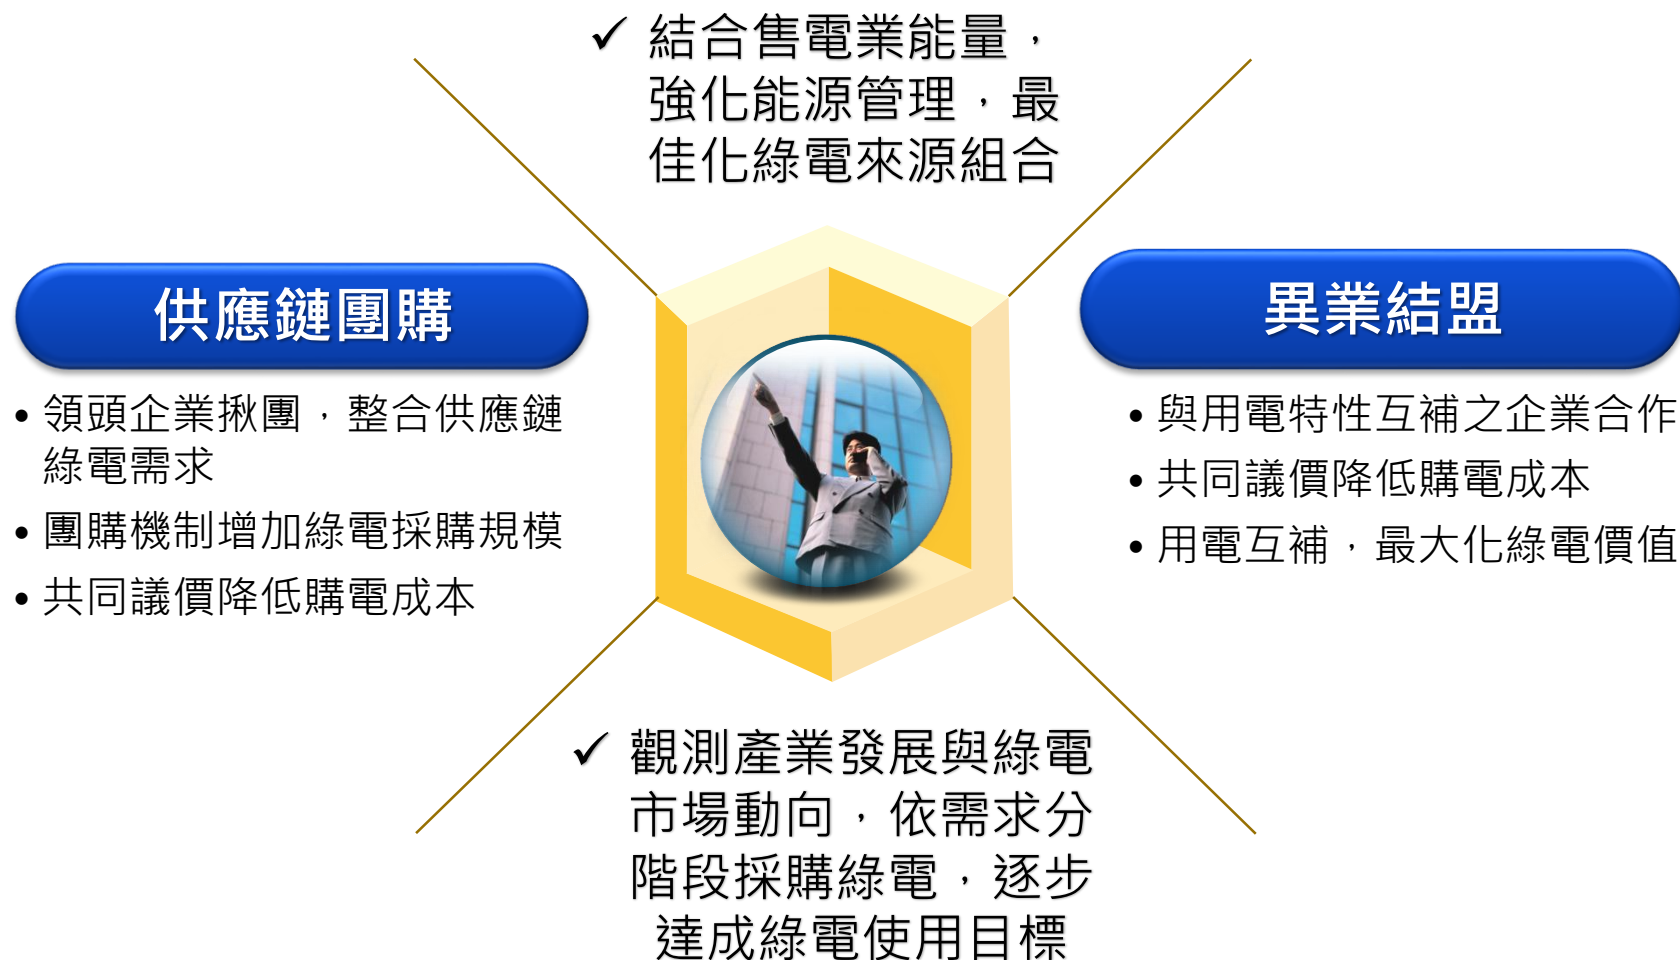 ✓ 結合售電業能量，
強化能源管理，最
佳化綠電來源組合
供應鏈團購
• 領頭企業揪團，整合供應鏈
綠電需求
• 團購機制增加綠電採購規模
• 共同議價降低購電成本
異業結盟
• 與用電特性互補之企業合作
• 共同議價降低購電成本
• 用電互補，最大化綠電價值
✓ 觀測產業發展與綠電
市場動向，依需求分
階段採購綠電，逐步
達成綠電使用目標